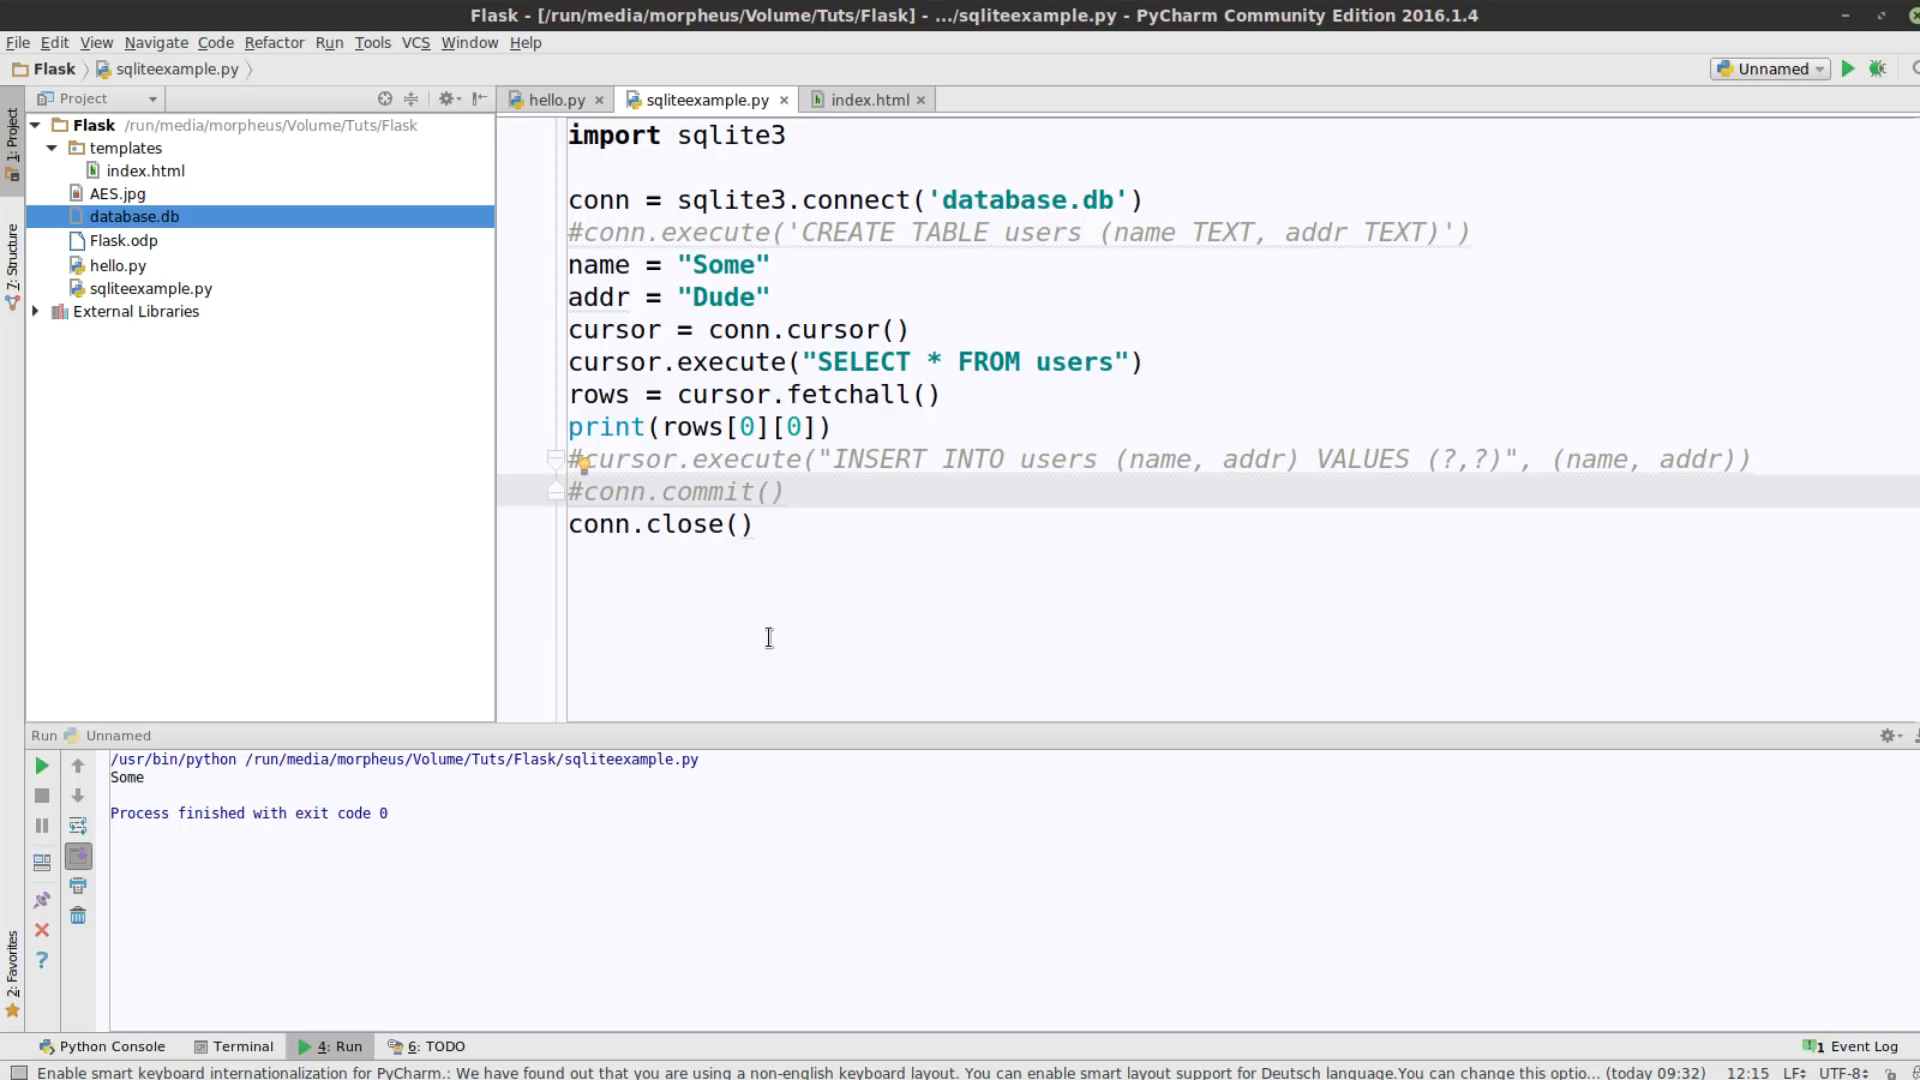 Flask - [/run/media/morpheus/Volume/Tuts/Flask] - .../sqliteexample.py - PyCharm Community Edition 2016.1.4
File Edit View Navigate Code Refactor Run Tools VCS Window Help
Flask sqliteexample.py
Unnamed
Project
hello.py sqliteexample.py index.html
1: Project
7: Structure
2: Favorites
Flask /run/media/morpheus/Volume/Tuts/Flask
templates
index.html
AES.jpg
database.db
Flask.odp
hello.py
sqliteexample.py
External Libraries
import sqlite3
conn = sqlite3.connect('database.db')
#conn.execute('CREATE TABLE users (name TEXT, addr TEXT)')
name = "Some"
addr = "Dude"
cursor = conn.cursor()
cursor.execute("SELECT * FROM users")
rows = cursor.fetchall()
print(rows[0][0])
#cursor.execute("INSERT INTO users (name, addr) VALUES (?,?)", (name, addr))
#conn.commit()
conn.close()
Run Unnamed
/usr/bin/python /run/media/morpheus/Volume/Tuts/Flask/sqliteexample.py
Some
Process finished with exit code 0
Python Console Terminal 4: Run 6: TODO 1 Event Log
Enable smart keyboard internationalization for PyCharm.: We have found out that you are using a non-english keyboard layout. You can enable smart layout support for Deutsch language.You can change this optio... (today 09:32) 12:15 LF UTF-8